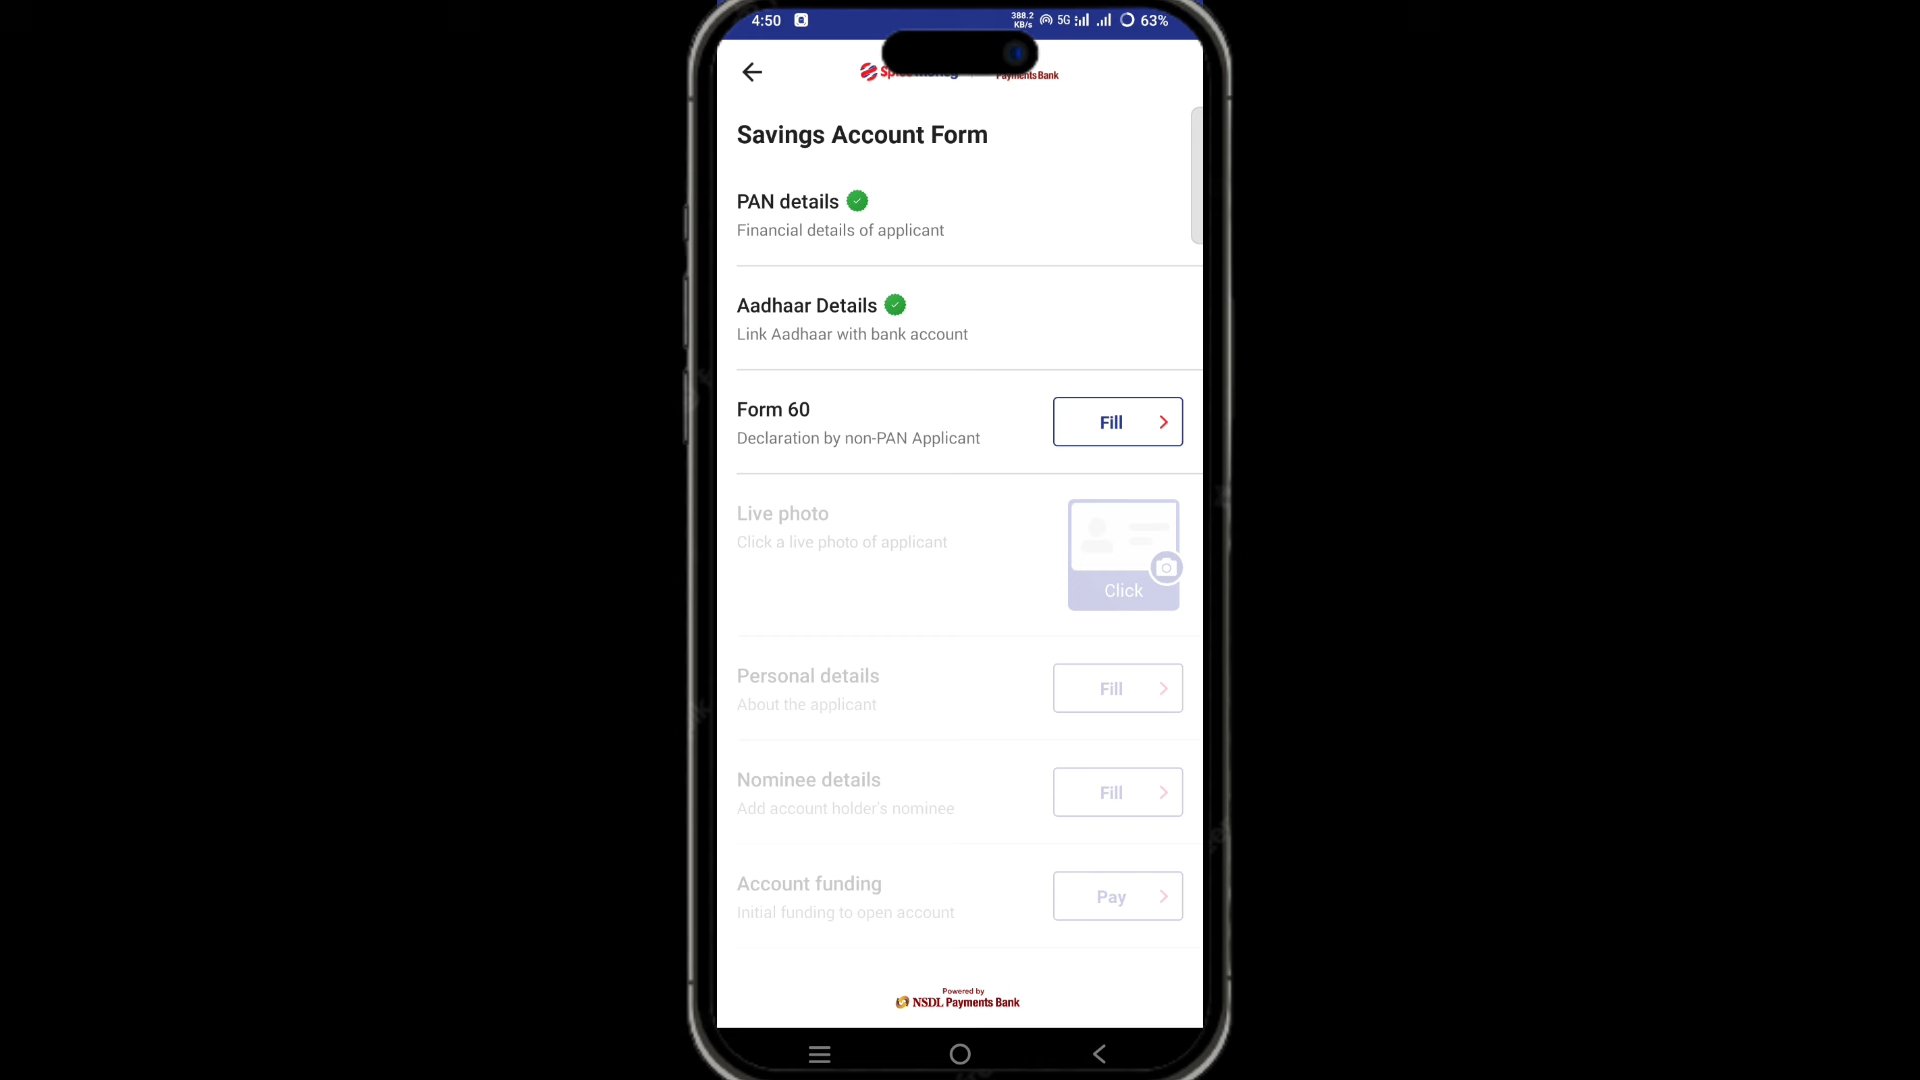 4:50
388.2
KB/s
5G
63%
Payments Bank
Savings Account Form
PAN details
Financial details of applicant
Aadhaar Details
Link Aadhaar with bank account
Form 60
Fill
Declaration by non-PAN Applicant
Live photo
Click a live photo of applicant
Click
Personal details
Fill
About the applicant
Nominee details
Fill
Add account holder's nominee
Account funding
Pay
Initial funding to open account
Powered by
NSDL Payments Bank